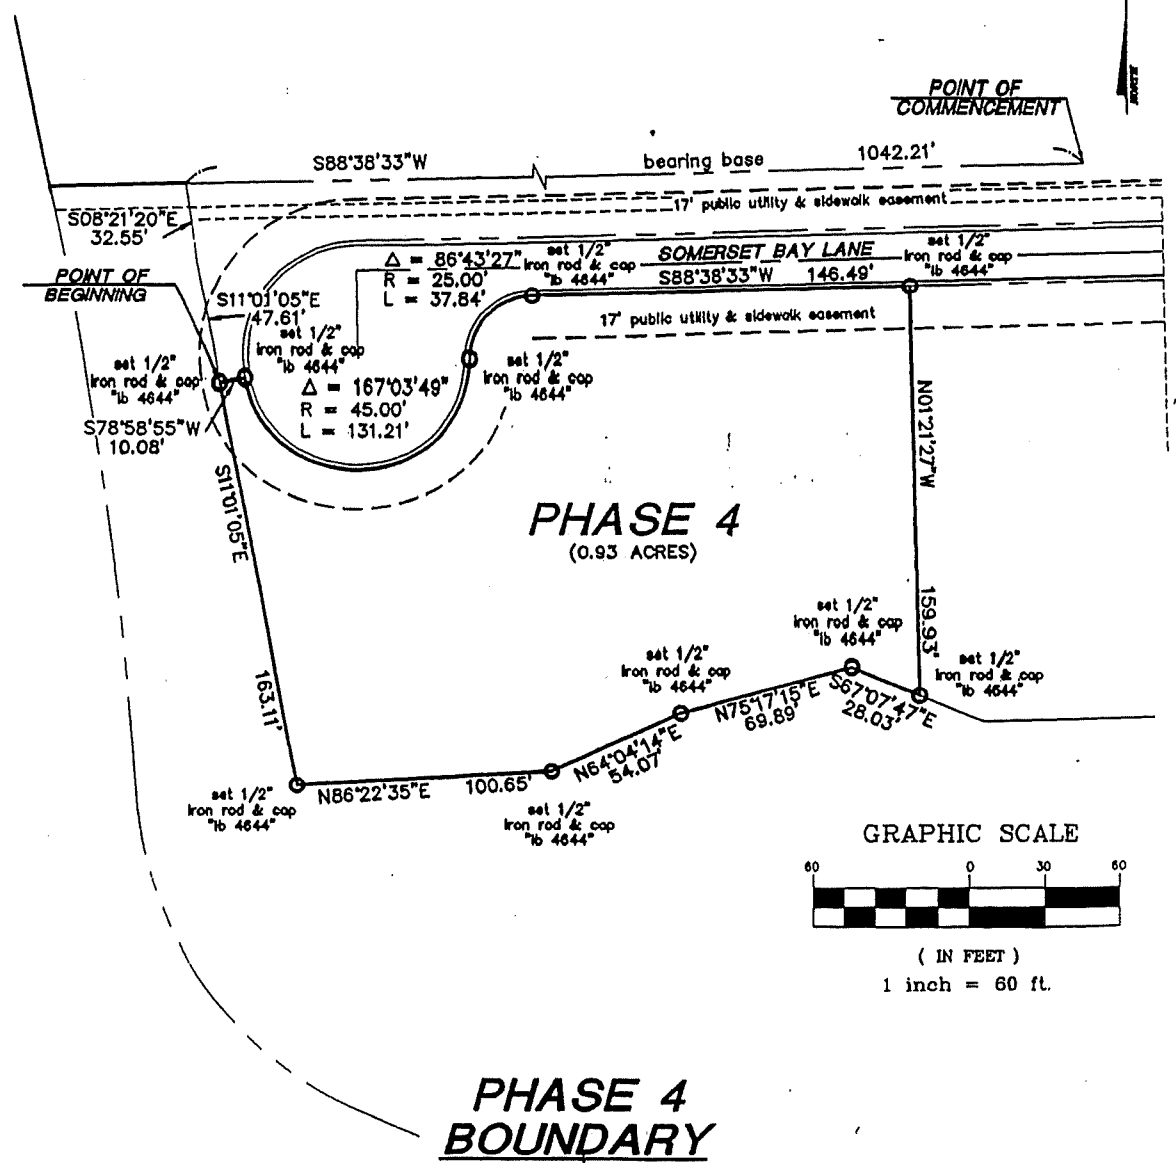 NORTH
POINT OF
COMMENCEMENT
S88°38'33"W
bearing base
1042.21'
17' public utility & sidewalk easement
S08°21'20"E
32.55'
SOMERSET BAY LANE
S88°38'33"W 146.49'
set 1/2"
iron rod & cap
"lb 4644"
set 1/2"
iron rod & cap
"lb 4644"
Δ = 86°43'27"
R = 25.00'
L = 37.84'
POINT OF
BEGINNING
S11°01'05"E
47.61'
set 1/2"
iron rod & cap
"lb 4644"
17' public utility & sidewalk easement
set 1/2"
iron rod & cap
"lb 4644"
set 1/2"
iron rod & cap
"lb 4644"
Δ = 167°03'49"
R = 45.00'
L = 131.21'
S78°58'55"W
10.08'
N01°21'27"W
159.93'
S11°01'05"E
163.11'
PHASE 4
(0.93 ACRES)
set 1/2"
iron rod & cap
"lb 4644"
set 1/2"
iron rod & cap
"lb 4644"
set 1/2"
iron rod & cap
"lb 4644"
N75°17'15"E
69.89'
S67°07'47"E
28.03'
N64°04'14"E
54.07'
N86°22'35"E 100.65'
set 1/2"
iron rod & cap
"lb 4644"
set 1/2"
iron rod & cap
"lb 4644"
GRAPHIC SCALE
60 0 30 60
( IN FEET )
1 inch = 60 ft.
PHASE 4
BOUNDARY